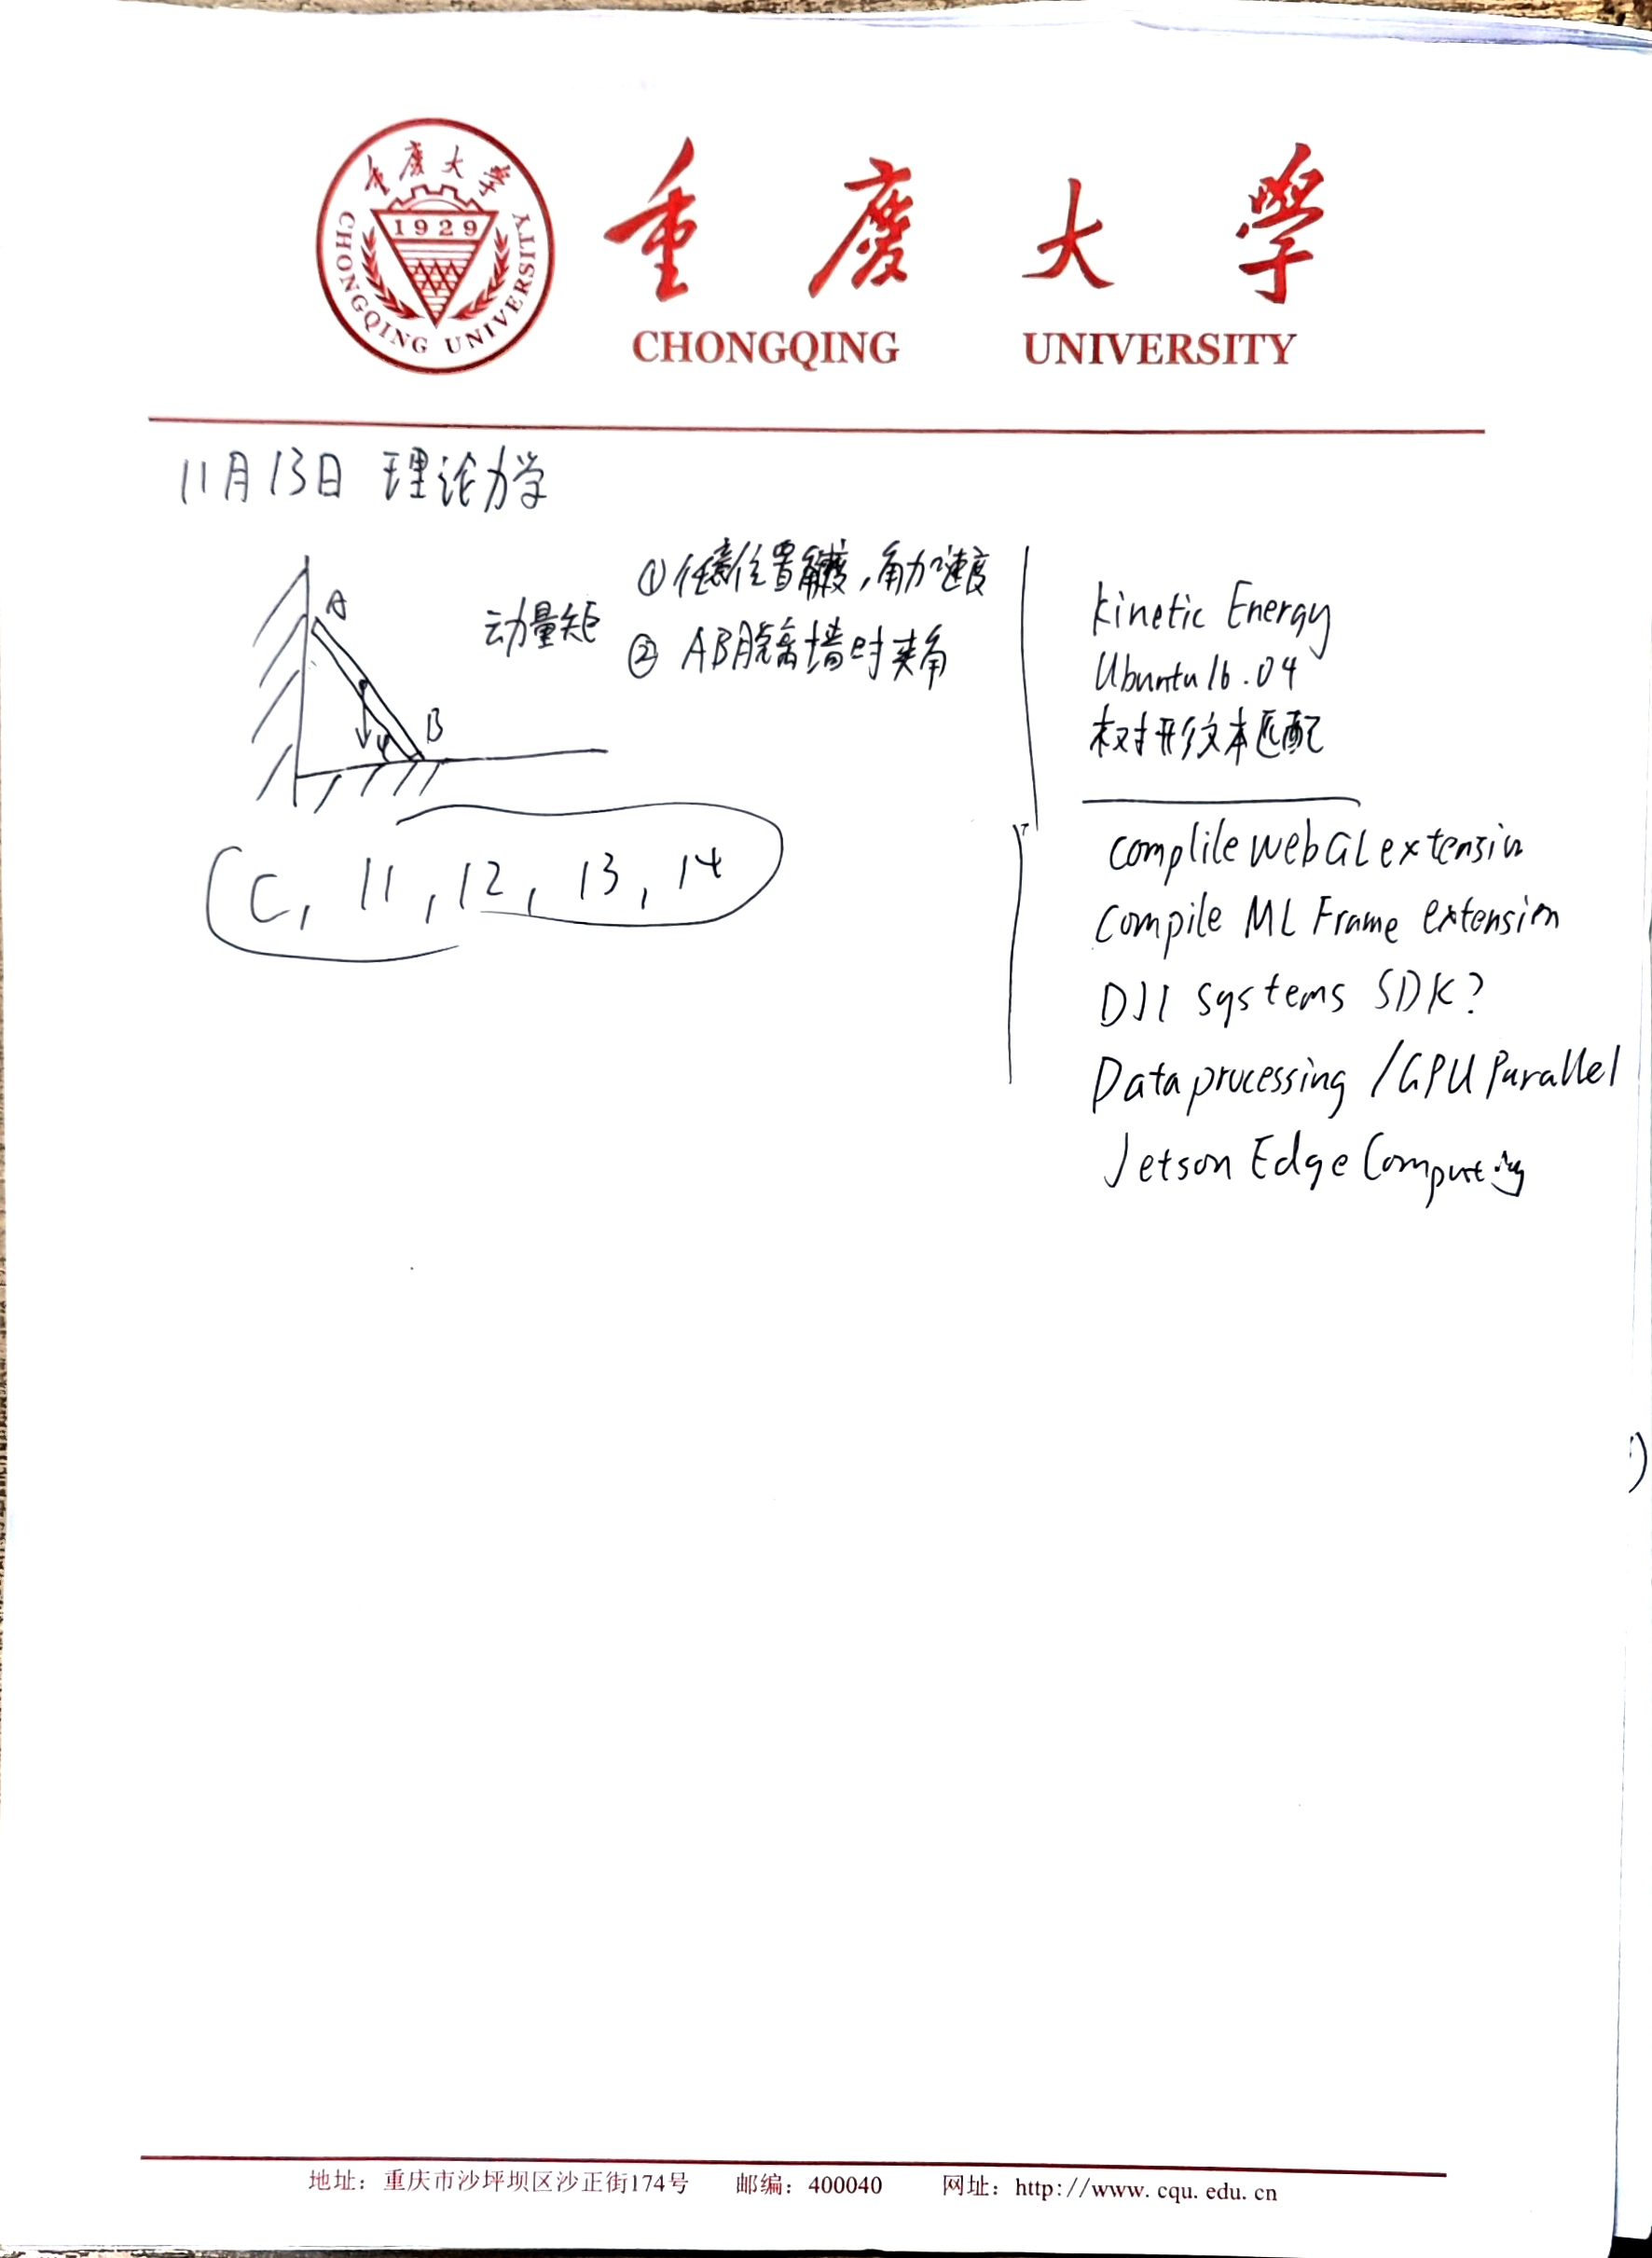 重庆大学
1929
CHONGQING UNIVERSITY
重慶大學
CHONGQING UNIVERSITY
11月13日 理论力学
A
B
φ
动量矩
① 任意位置角度,角加速度
② AB脱离墙时夹角
C, 11, 12, 13, 14
kinetic Energy
Ubuntu 16.04
树形文本匹配
Complile WebGL extension
Compile ML Frame extension
DJI Systems SDK?
Data processing /GPU Parallel
Jetson Edge Computing
地址：重庆市沙坪坝区沙正街174号 邮编：400040 网址：http://www.cqu.edu.cn